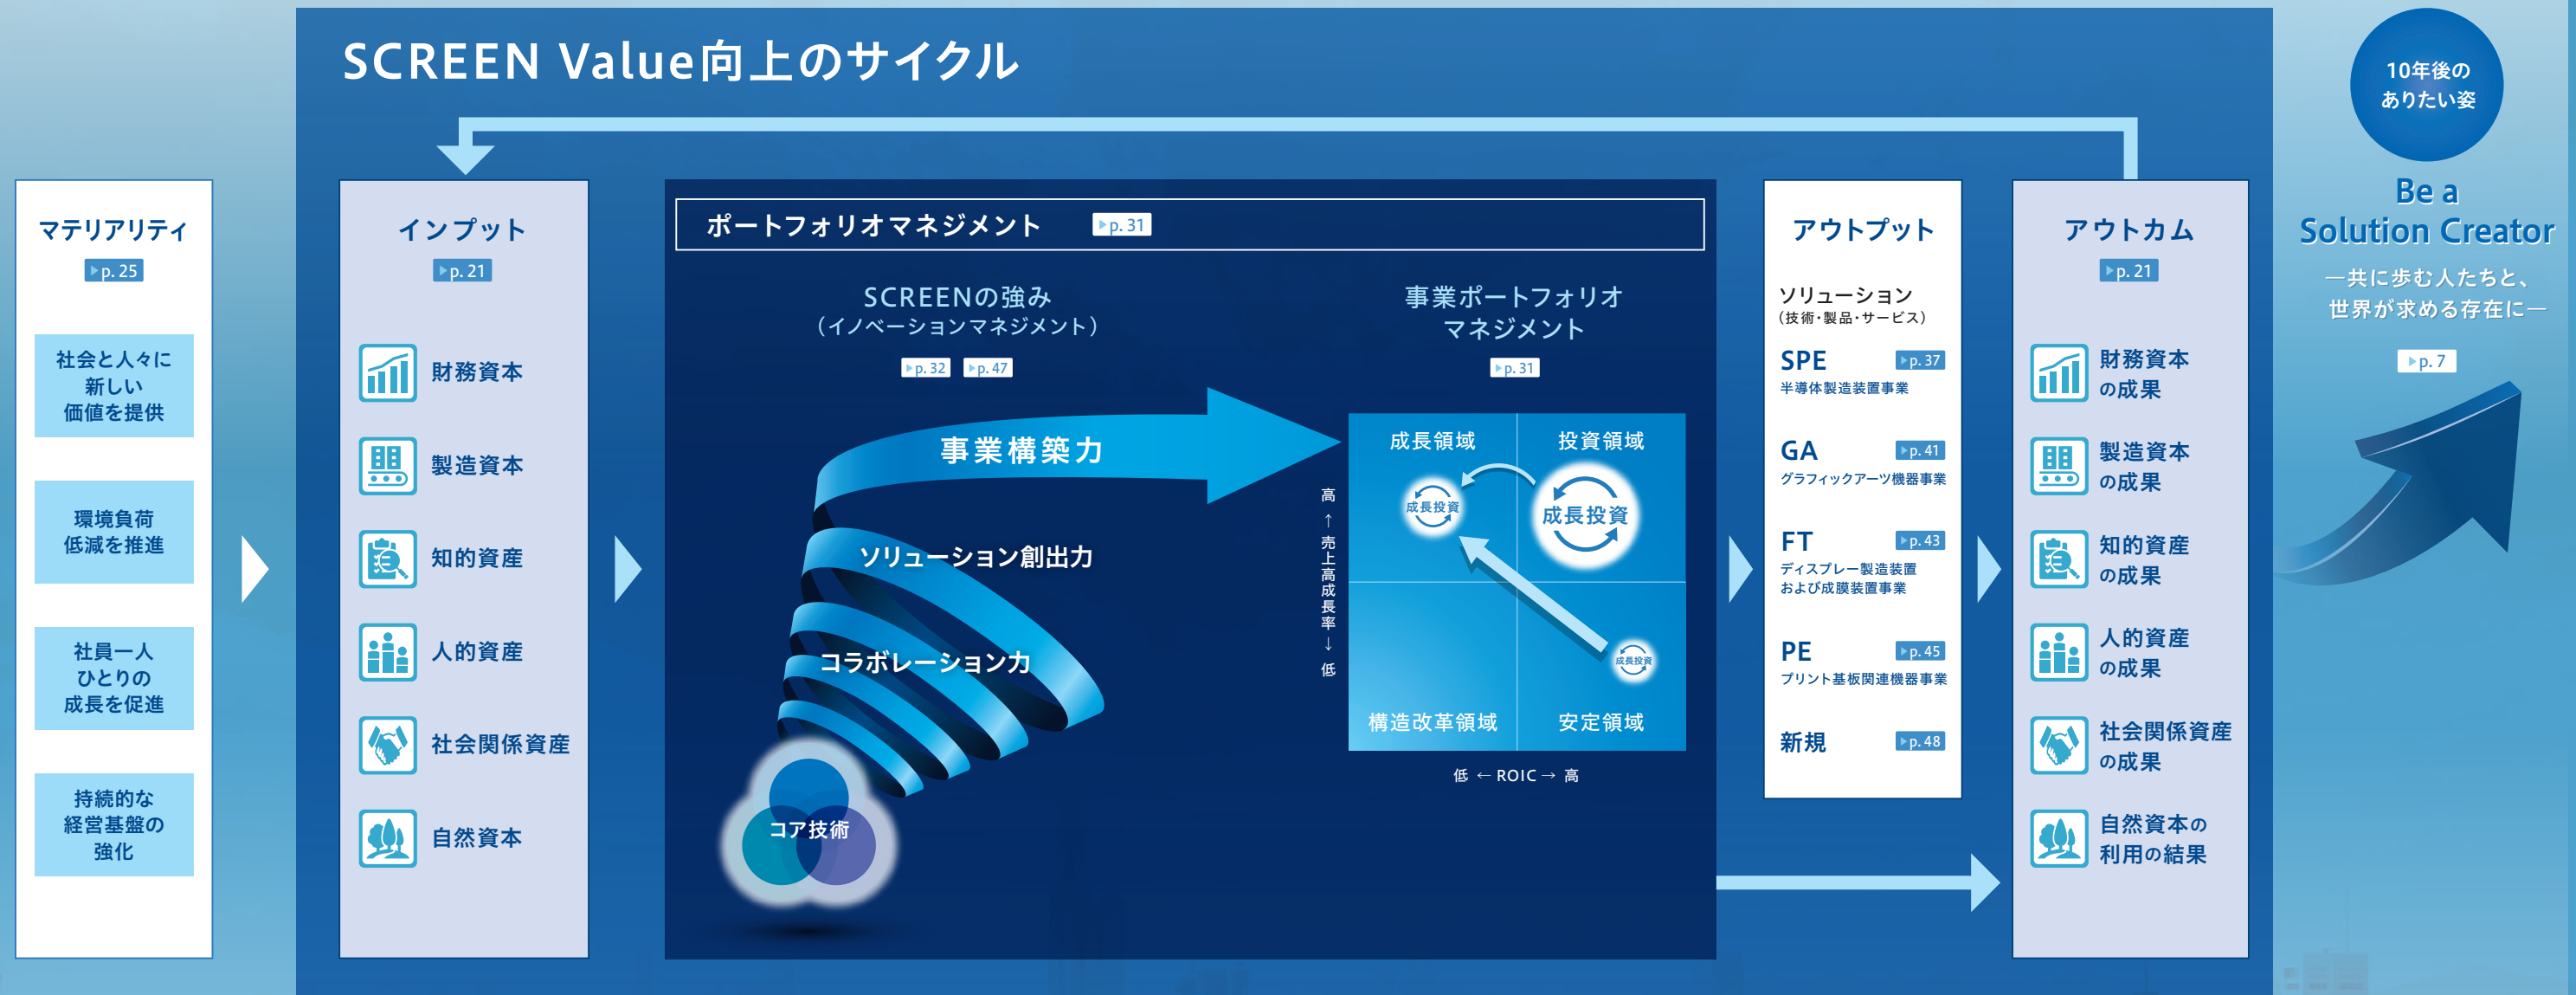 SCREEN Value向上のサイクル
マテリアリティ
p. 25
社会と人々に
新しい
価値を提供
環境負荷
低減を推進
社員一人
ひとりの
成長を促進
持続的な
経営基盤の
強化
インプット
p. 21
財務資本
製造資本
知的資産
人的資産
社会関係資産
自然資本
ポートフォリオマネジメント p. 31
SCREENの強み
（イノベーションマネジメント）
p. 32 p. 47
事業構築力
ソリューション創出力
コラボレーション力
コア技術
事業ポートフォリオ
マネジメント
p. 31
成長領域 投資領域
成長投資 成長投資
成長投資
構造改革領域 安定領域
高 ↑ 売上高成長率 ↓ 低
低 ← ROIC → 高
アウトプット
ソリューション
（技術・製品・サービス）
SPE p. 37
半導体製造装置事業
GA p. 41
グラフィックアーツ機器事業
FT p. 43
ディスプレー製造装置
および成膜装置事業
PE p. 45
プリント基板関連機器事業
新規 p. 48
アウトカム
p. 21
財務資本
の成果
製造資本
の成果
知的資産
の成果
人的資産
の成果
社会関係資産
の成果
自然資本の
利用の結果
10年後の
ありたい姿
Be a
Solution Creator
―共に歩む人たちと、
世界が求める存在に―
p. 7